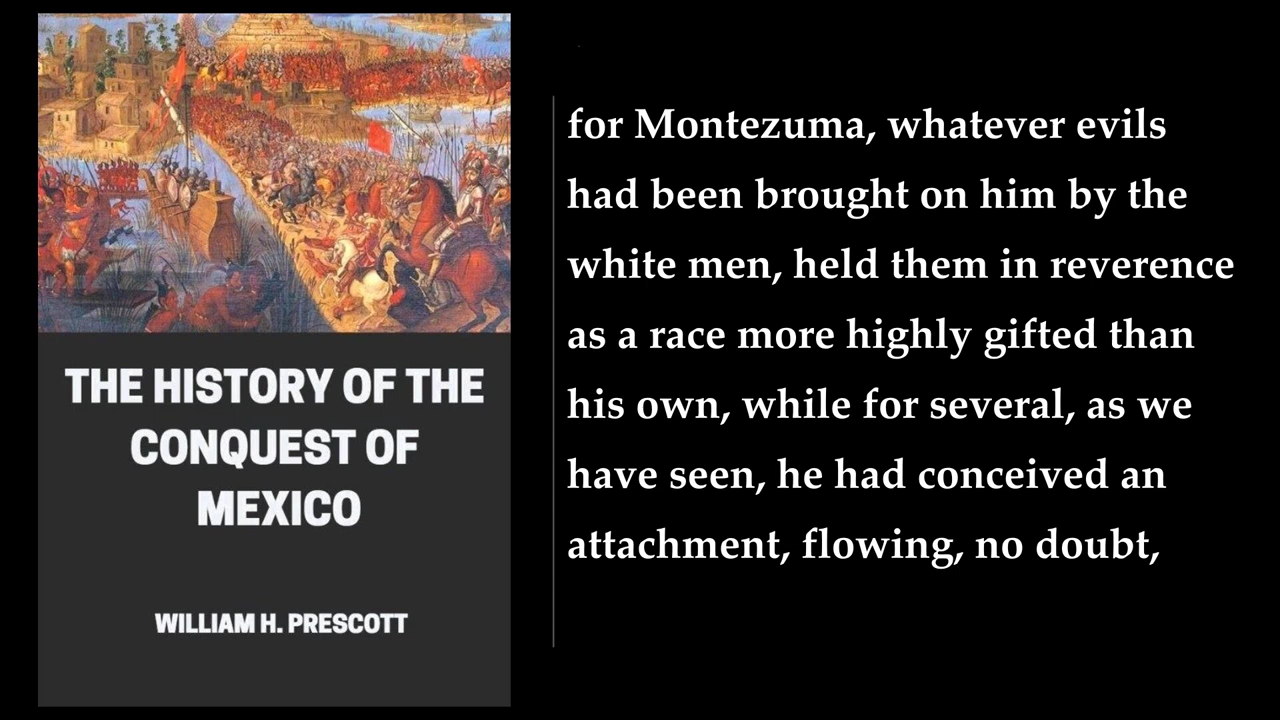 THE HISTORY OF THE
CONQUEST OF
MEXICO
WILLIAM H. PRESCOTT
for Montezuma, whatever evils
had been brought on him by the
white men, held them in reverence
as a race more highly gifted than
his own, while for several, as we
have seen, he had conceived an
attachment, flowing, no doubt,